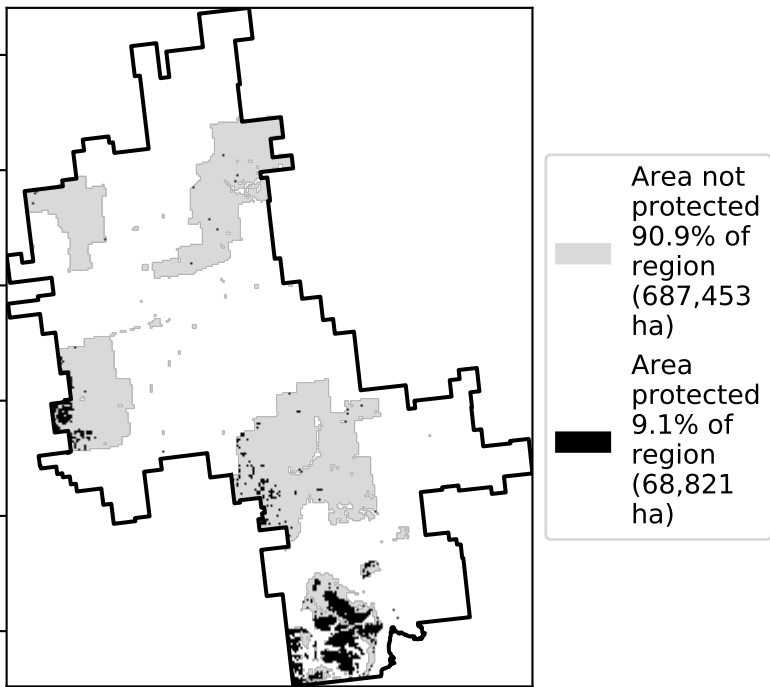 Area not
protected
90.9% of
region
(687,453
ha)
Area
protected
9.1% of
region
(68,821
ha)